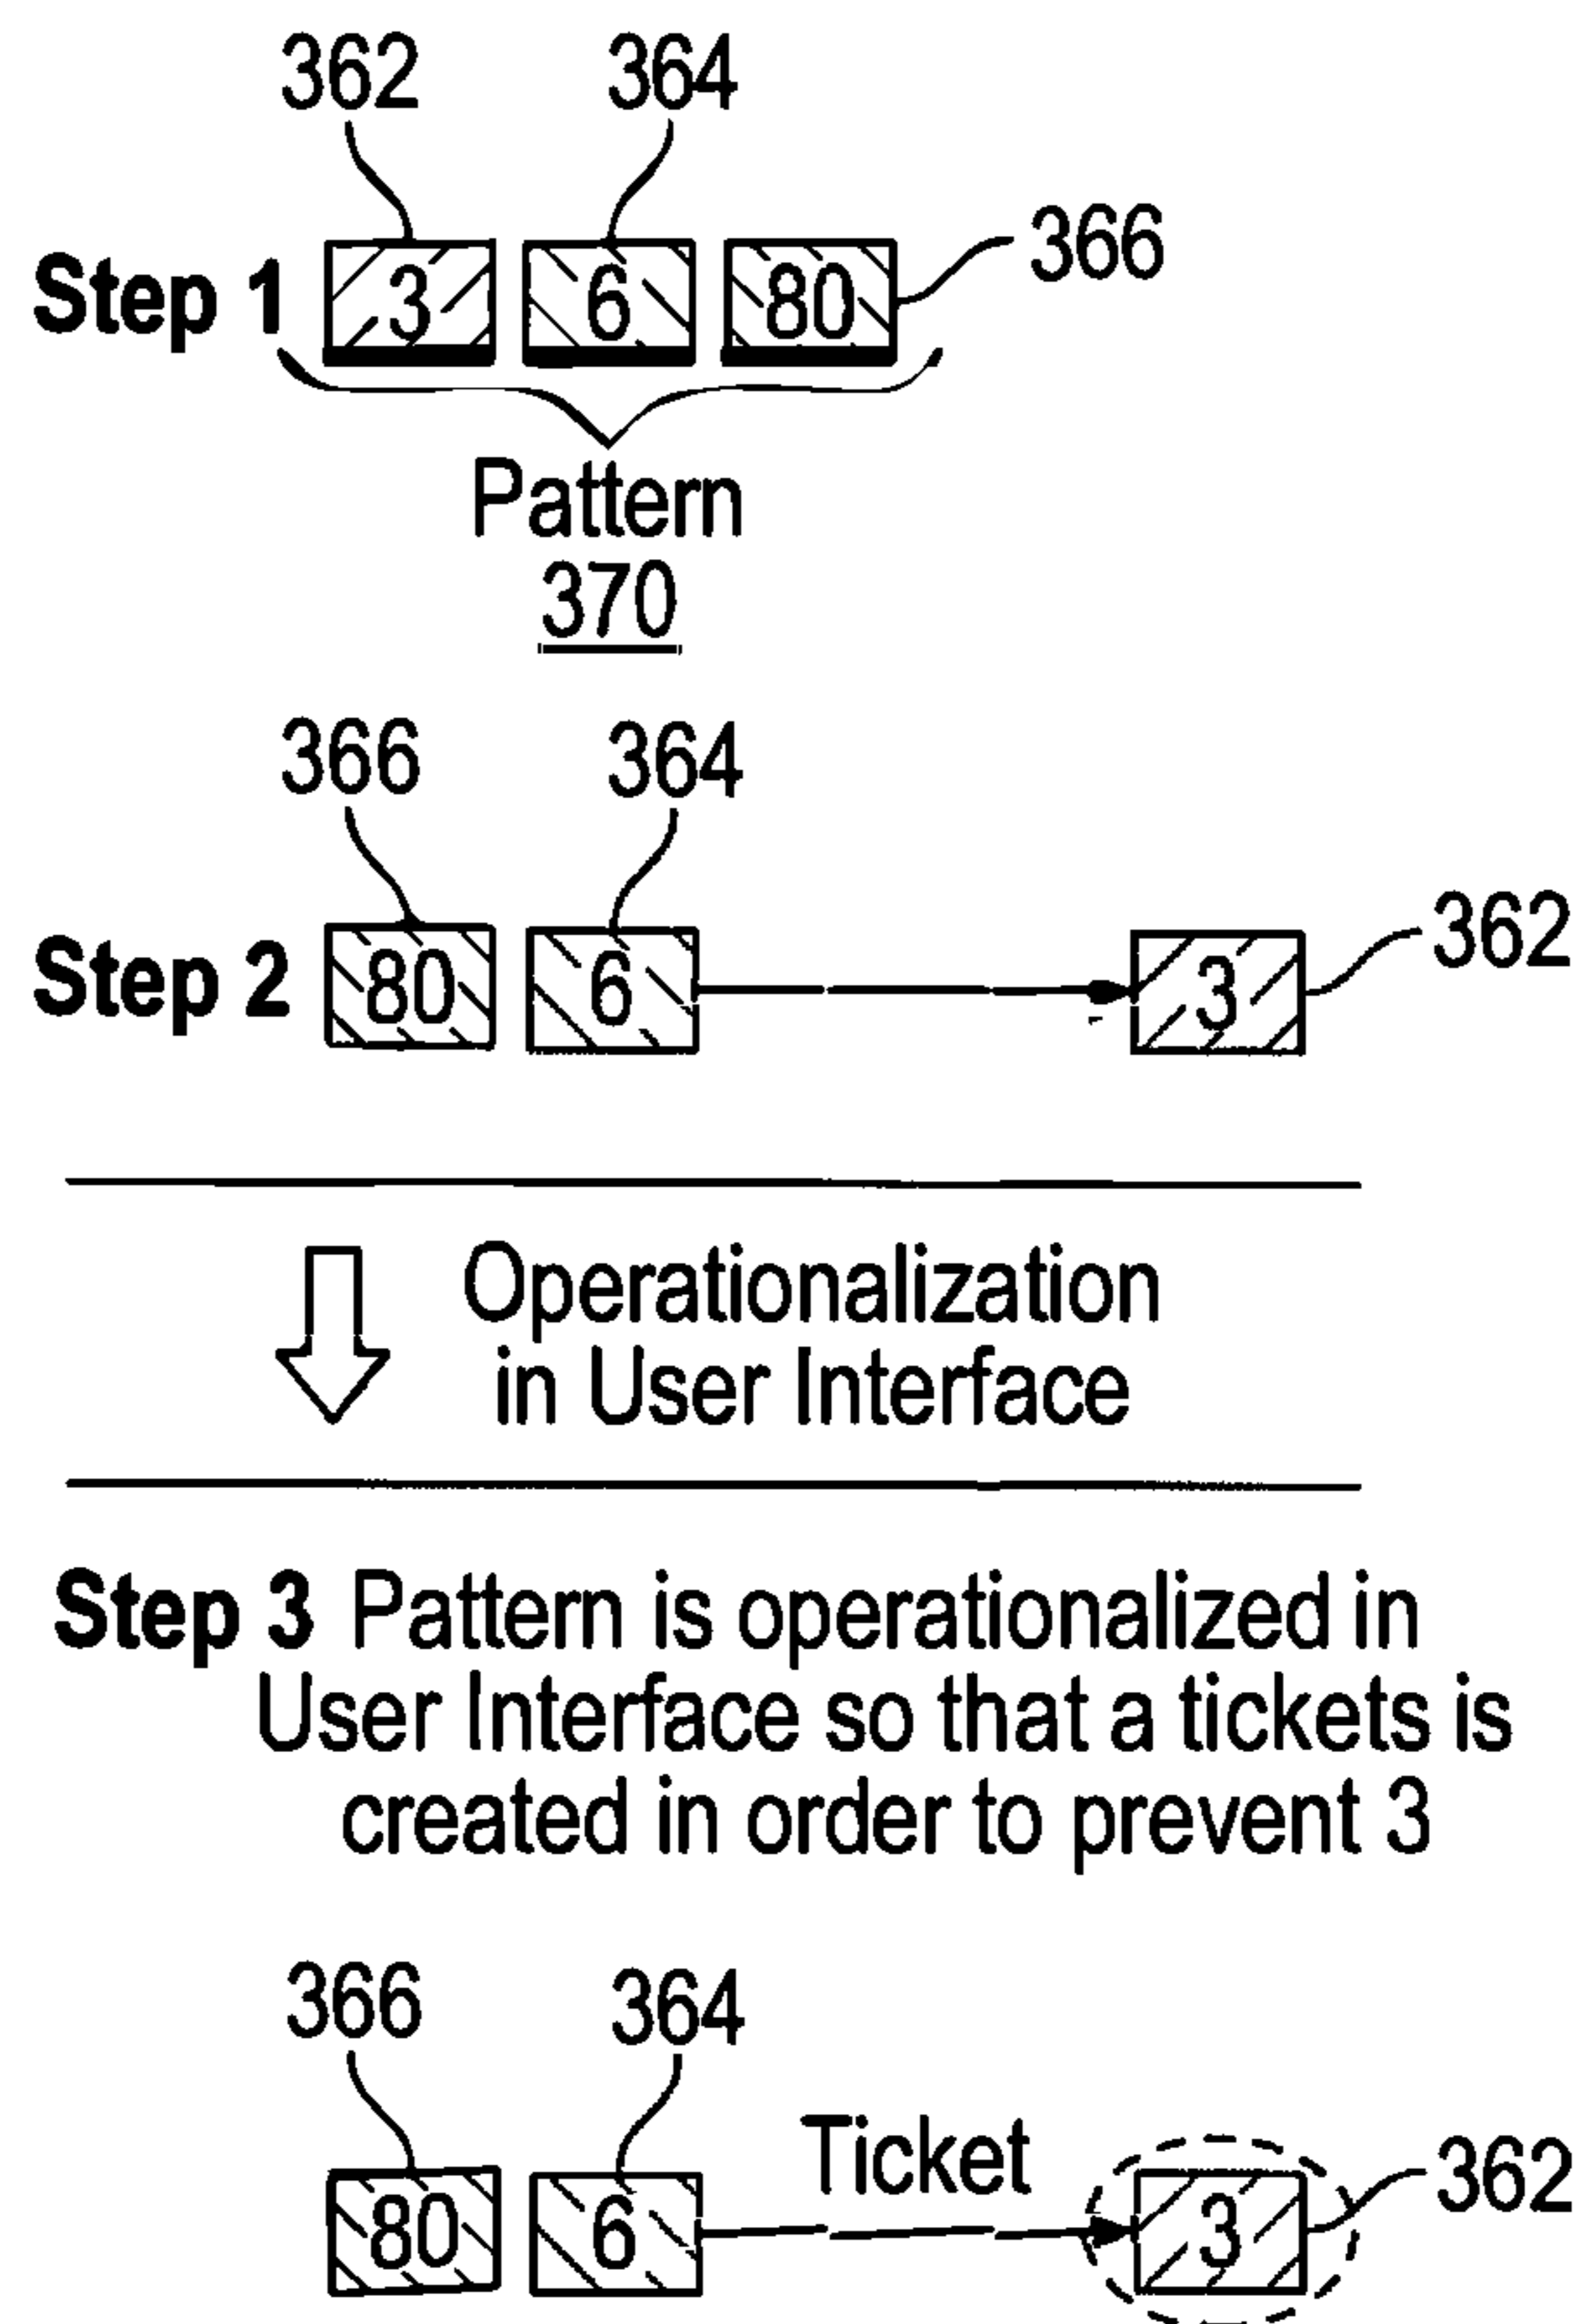 362 364
Step 1 3 6 80 366
Pattern
370
366 364
Step 2 80 6 3 362
Operationalization
in User Interface
Step 3 Pattern is operationalized in
User Interface so that a tickets is
created in order to prevent 3
366 364
Ticket
80 6 3 362